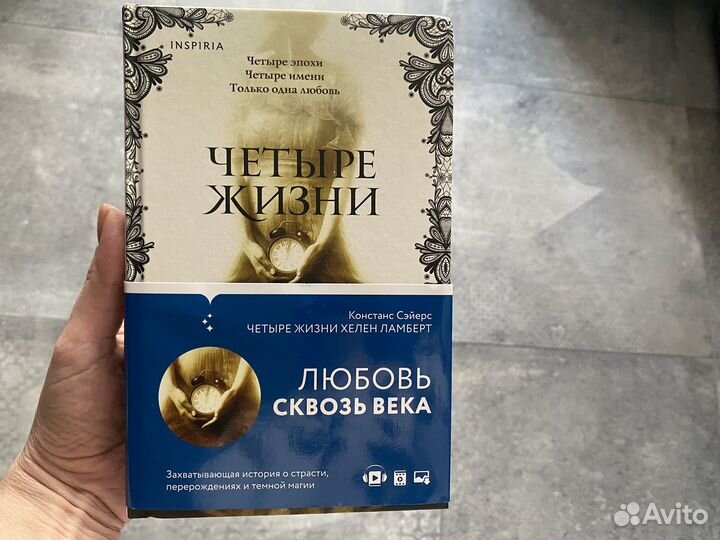 INSPIRIA
Четыре эпохи
Четыре имени
Только одна любовь
ЧЕТЫРЕ
ЖИЗНИ
Констанс Сэйерс
ЧЕТЫРЕ ЖИЗНИ ХЕЛЕН ЛАМБЕРТ
ЛЮБОВЬ
СКВОЗЬ ВЕКА
Захватывающая история о страсти,
перерождениях и темной магии
Avito